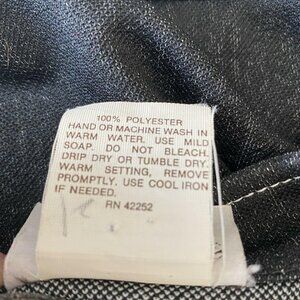 100% POLYESTER
HAND OR MACHINE WASH IN
WARM WATER. USE MILD
SOAP. DO NOT BLEACH.
DRIP DRY OR TUMBLE DRY.
WARM SETTING, REMOVE
PROMPTLY. USE COOL IRON
IF NEEDED.
RN 42252